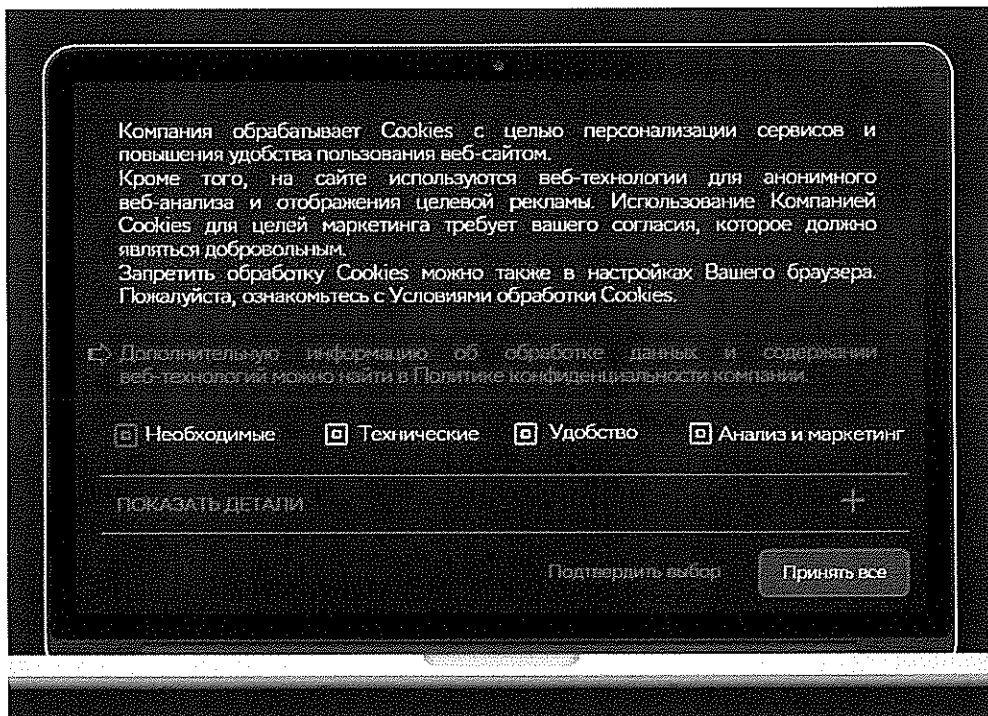 Компания обрабатывает Cookies с целью персонализации сервисов и
повышения удобства пользования веб-сайтом.
Кроме того, на сайте используются веб-технологии для анонимного
веб-анализа и отображения целевой рекламы. Использование Компанией
Cookies для целей маркетинга требует вашего согласия, которое должно
являться добровольным.
Запретить обработку Cookies можно также в настройках Вашего браузера.
Пожалуйста, ознакомьтесь с Условиями обработки Cookies.
Дополнительную информацию об обработке данных и содержании
веб-технологий можно найти в Политике конфиденциальности компании
Необходимые Технические Удобство Анализ и маркетинг
ПОКАЗАТЬ ДЕТАЛИ
Подтвердить выбор Принять все